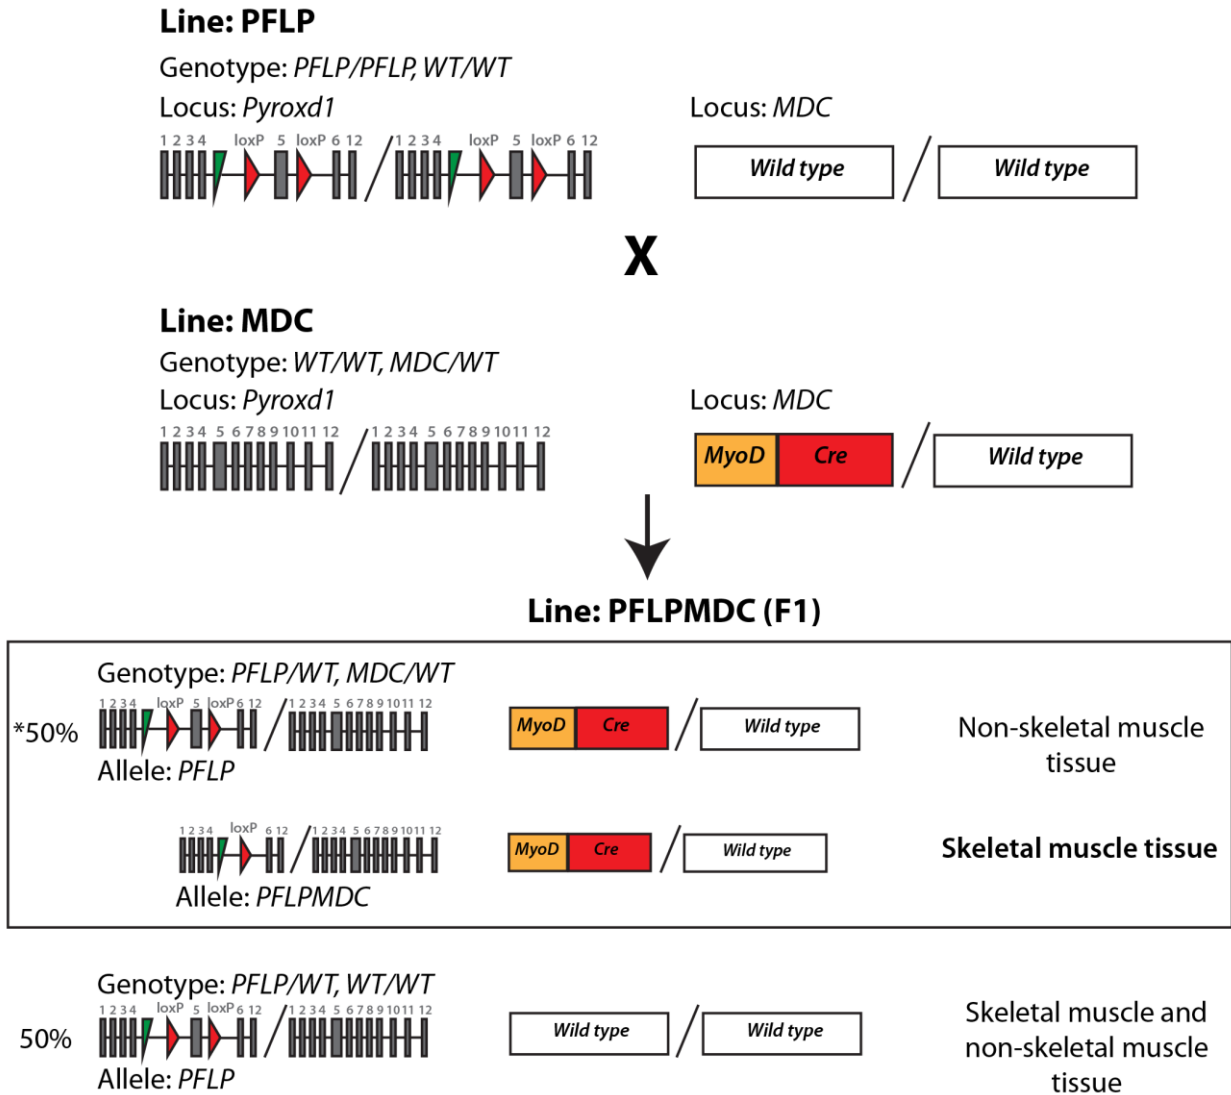 Line: PFLP
Genotype: PFLP/PFLP, WT/WT
Locus: Pyroxd1
Locus: MDC
1 2 3 4 loxP 5 loxP 6 12 / 1 2 3 4 loxP 5 loxP 6 12
Wild type / Wild type
X
Line: MDC
Genotype: WT/WT, MDC/WT
Locus: Pyroxd1
Locus: MDC
1 2 3 4 5 6 7 8 9 10 11 12 / 1 2 3 4 5 6 7 8 9 10 11 12
MyoD Cre / Wild type
Line: PFLPMDC (F1)
Genotype: PFLP/WT, MDC/WT
1 2 3 4 loxP 5 loxP 6 12 / 1 2 3 4 5 6 7 8 9 10 11 12
*50%
MyoD Cre / Wild type
Non-skeletal muscle
tissue
Allele: PFLP
1 2 3 4 loxP 6 12 / 1 2 3 4 5 6 7 8 9 10 11 12
MyoD Cre / Wild type
Skeletal muscle tissue
Allele: PFLPMDC
Genotype: PFLP/WT, WT/WT
1 2 3 4 loxP 5 loxP 6 12 / 1 2 3 4 5 6 7 8 9 10 11 12
50%
Wild type / Wild type
Skeletal muscle and
non-skeletal muscle
tissue
Allele: PFLP